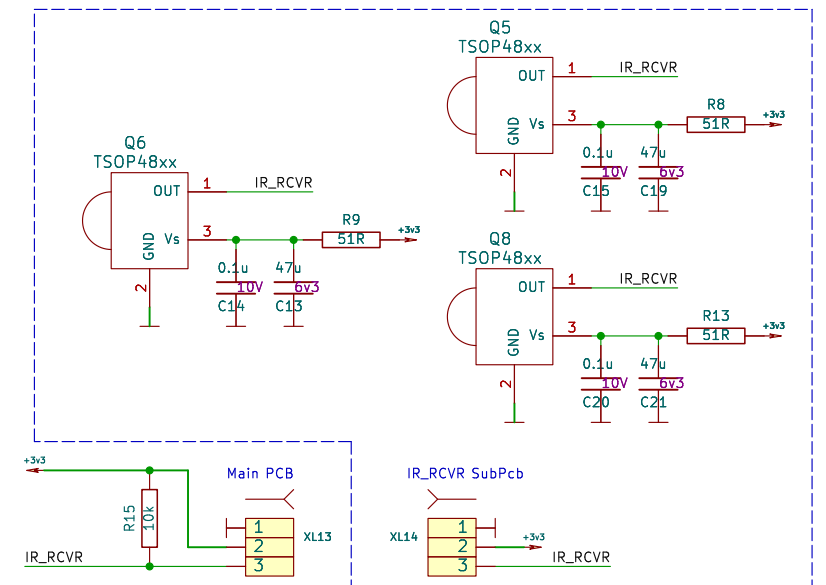 Q5
TSOP48xx
OUT 1 IR_RCVR
Vs 3
GND
2
R8
51R
+3v3
0.1u
10V
C15
47u
6v3
C19
Q6
TSOP48xx
OUT 1 IR_RCVR
Vs 3
GND
2
R9
51R
+3v3
0.1u
10V
C14
47u
6v3
C13
Q8
TSOP48xx
OUT 1 IR_RCVR
Vs 3
GND
2
R13
51R
+3v3
0.1u
10V
C20
47u
6v3
C21
+3v3
R15
10k
IR_RCVR
Main PCB
1
2
3
XL13
IR_RCVR SubPcb
XL14
1
2
3
+3v3
IR_RCVR